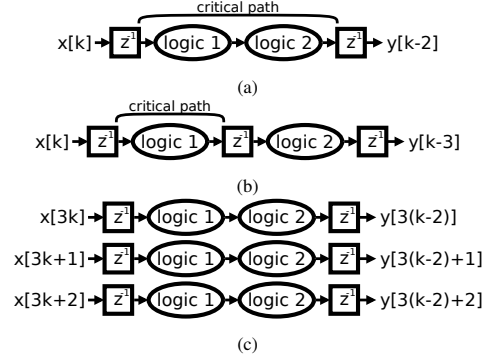 critical path
x[k] z⁻¹ logic 1 logic 2 z⁻¹ y[k-2]
(a)
critical path
x[k] z⁻¹ logic 1 z⁻¹ logic 2 z⁻¹ y[k-3]
(b)
x[3k] z⁻¹ logic 1 logic 2 z⁻¹ y[3(k-2)]
x[3k+1] z⁻¹ logic 1 logic 2 z⁻¹ y[3(k-2)+1]
x[3k+2] z⁻¹ logic 1 logic 2 z⁻¹ y[3(k-2)+2]
(c)